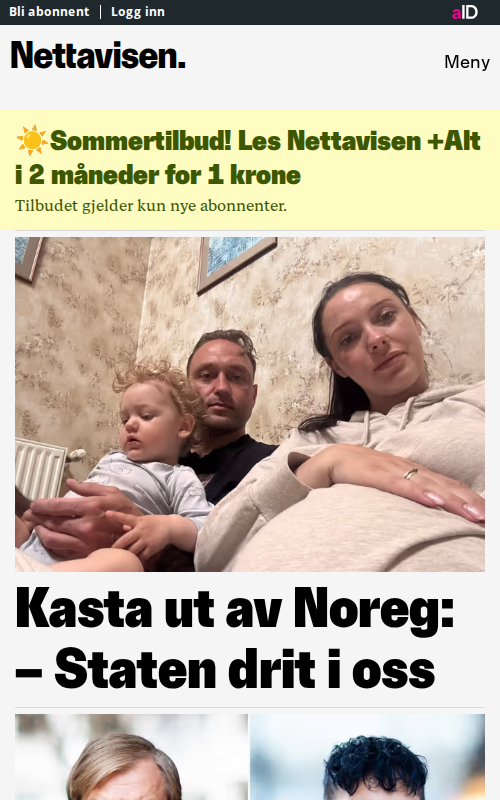 Bli abonnent | Logg inn
aID
Nettavisen.
Meny
☀️Sommertilbud! Les Nettavisen +Alt
i 2 måneder for 1 krone
Tilbudet gjelder kun nye abonnenter.
Kasta ut av Noreg:
– Staten drit i oss